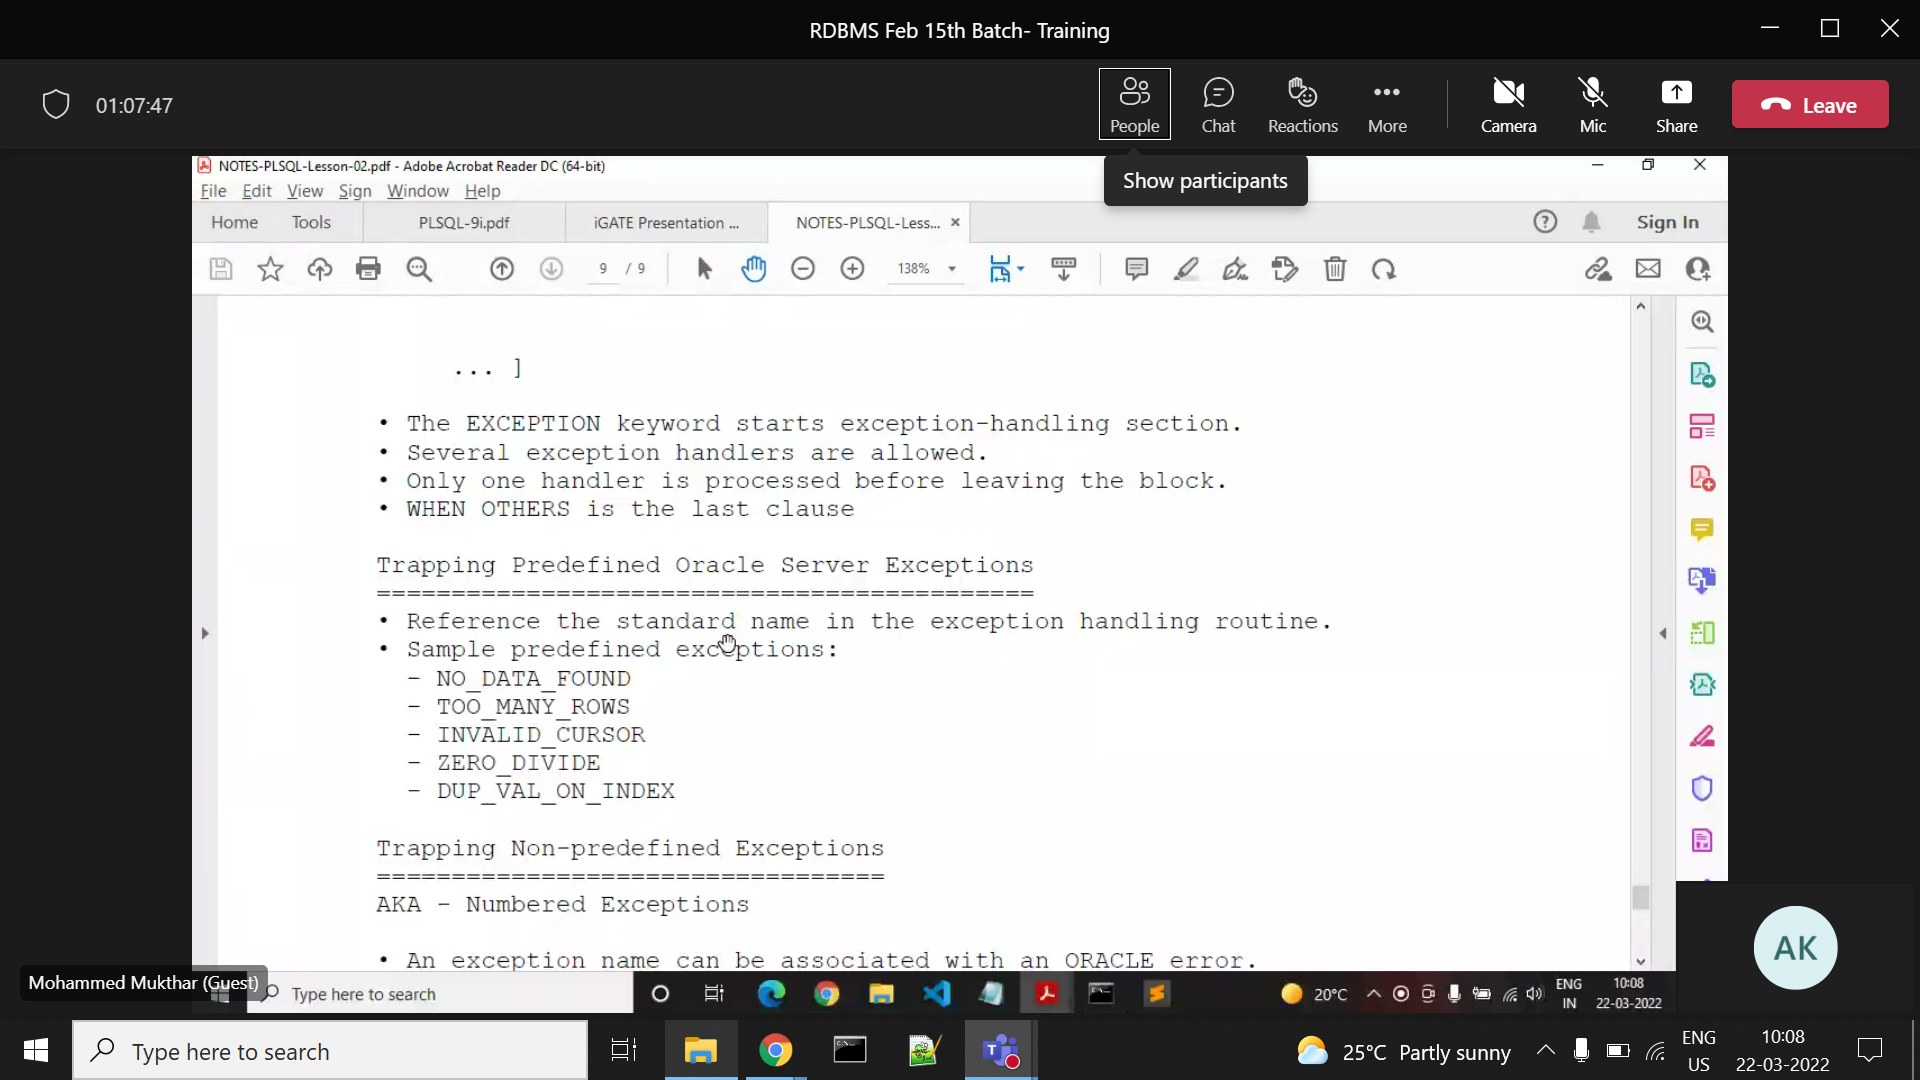 RDBMS Feb 15th Batch- Training
01:07:47
People
Chat
Reactions
More
Camera
Mic
Share
Leave
Show participants
NOTES-PLSQL-Lesson-02.pdf - Adobe Acrobat Reader DC (64-bit)
File Edit View Sign Window Help
Home Tools PLSQL-9i.pdf iGATE Presentation ... NOTES-PLSQL-Less... × Sign In
9 / 9 138%
... ]
• The EXCEPTION keyword starts exception-handling section.
• Several exception handlers are allowed.
• Only one handler is processed before leaving the block.
• WHEN OTHERS is the last clause
Trapping Predefined Oracle Server Exceptions
============================================
• Reference the standard name in the exception handling routine.
• Sample predefined exceptions:
– NO_DATA_FOUND
– TOO_MANY_ROWS
– INVALID_CURSOR
– ZERO_DIVIDE
– DUP_VAL_ON_INDEX
Trapping Non-predefined Exceptions
==================================
AKA – Numbered Exceptions
• An exception name can be associated with an ORACLE error.
AK
Mohammed Mukthar (Guest)
Type here to search
20°C
ENG
IN
10:08
22-03-2022
Type here to search
25°C Partly sunny
ENG
US
10:08
22-03-2022